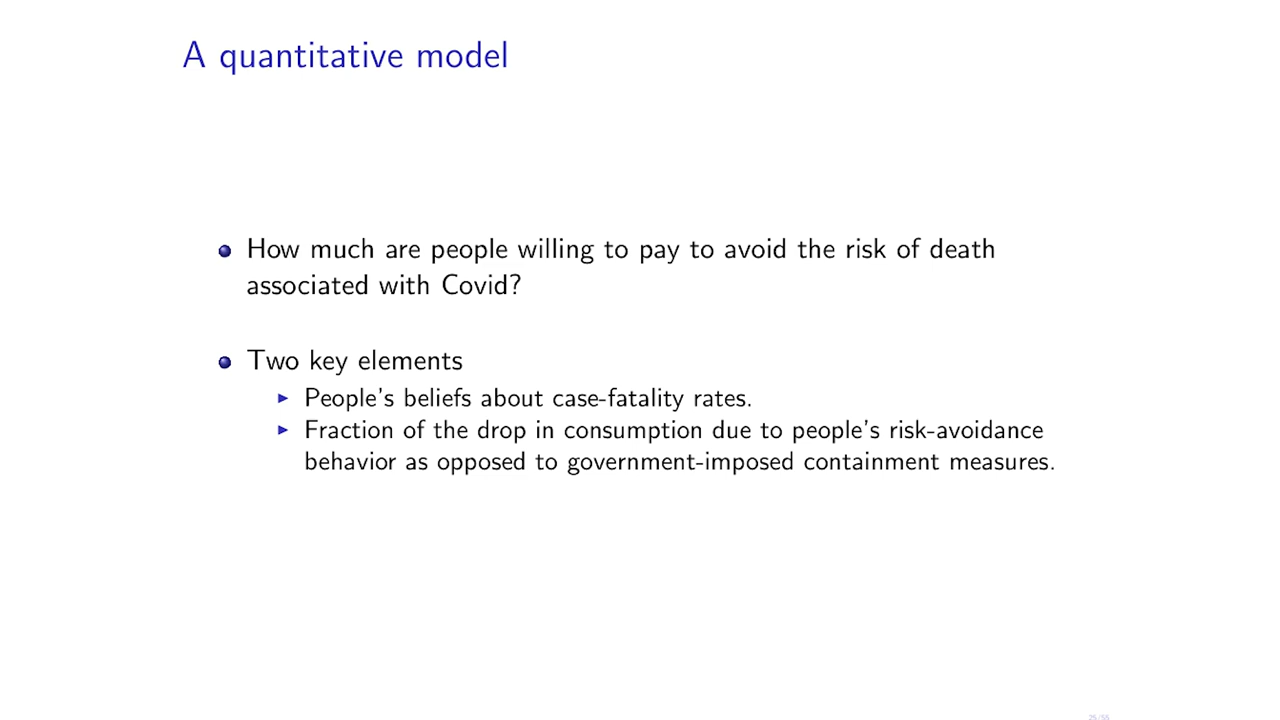 A quantitative model
How much are people willing to pay to avoid the risk of death
associated with Covid?
Two key elements
People's beliefs about case-fatality rates.
Fraction of the drop in consumption due to people's risk-avoidance
behavior as opposed to government-imposed containment measures.
25/55